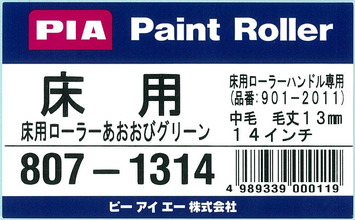 PIA Paint Roller
床用
床用ローラーあおおびグリーン
床用ローラーハンドル専用
(品番:901-2011)
中毛 毛丈13mm
14インチ
807-1314
4 989339 000119
ピーアイエー株式会社